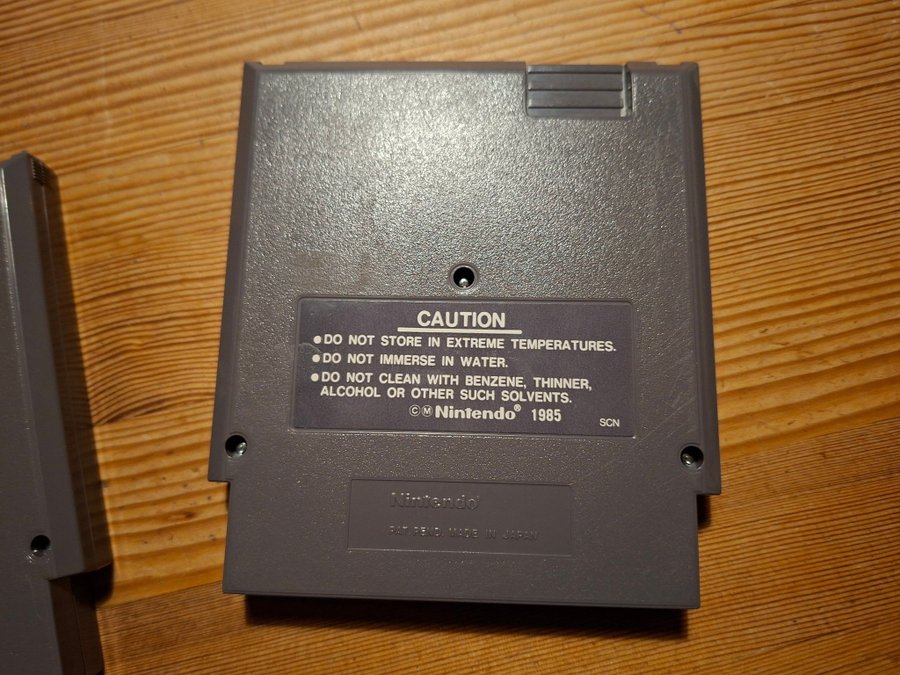 CAUTION
●DO NOT STORE IN EXTREME TEMPERATURES.
●DO NOT IMMERSE IN WATER.
●DO NOT CLEAN WITH BENZENE, THINNER,
ALCOHOL OR OTHER SUCH SOLVENTS.
©Ⓜ Nintendo® 1985
SCN
Nintendo®
PAT. PEND. MADE IN JAPAN